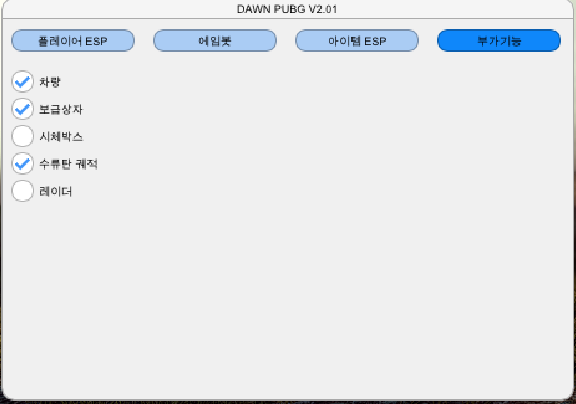 DAWN PUBG V2.01
플레이어 ESP 에임봇 아이템 ESP 부가기능
차량
보급상자
시체박스
수류탄 궤적
레이더